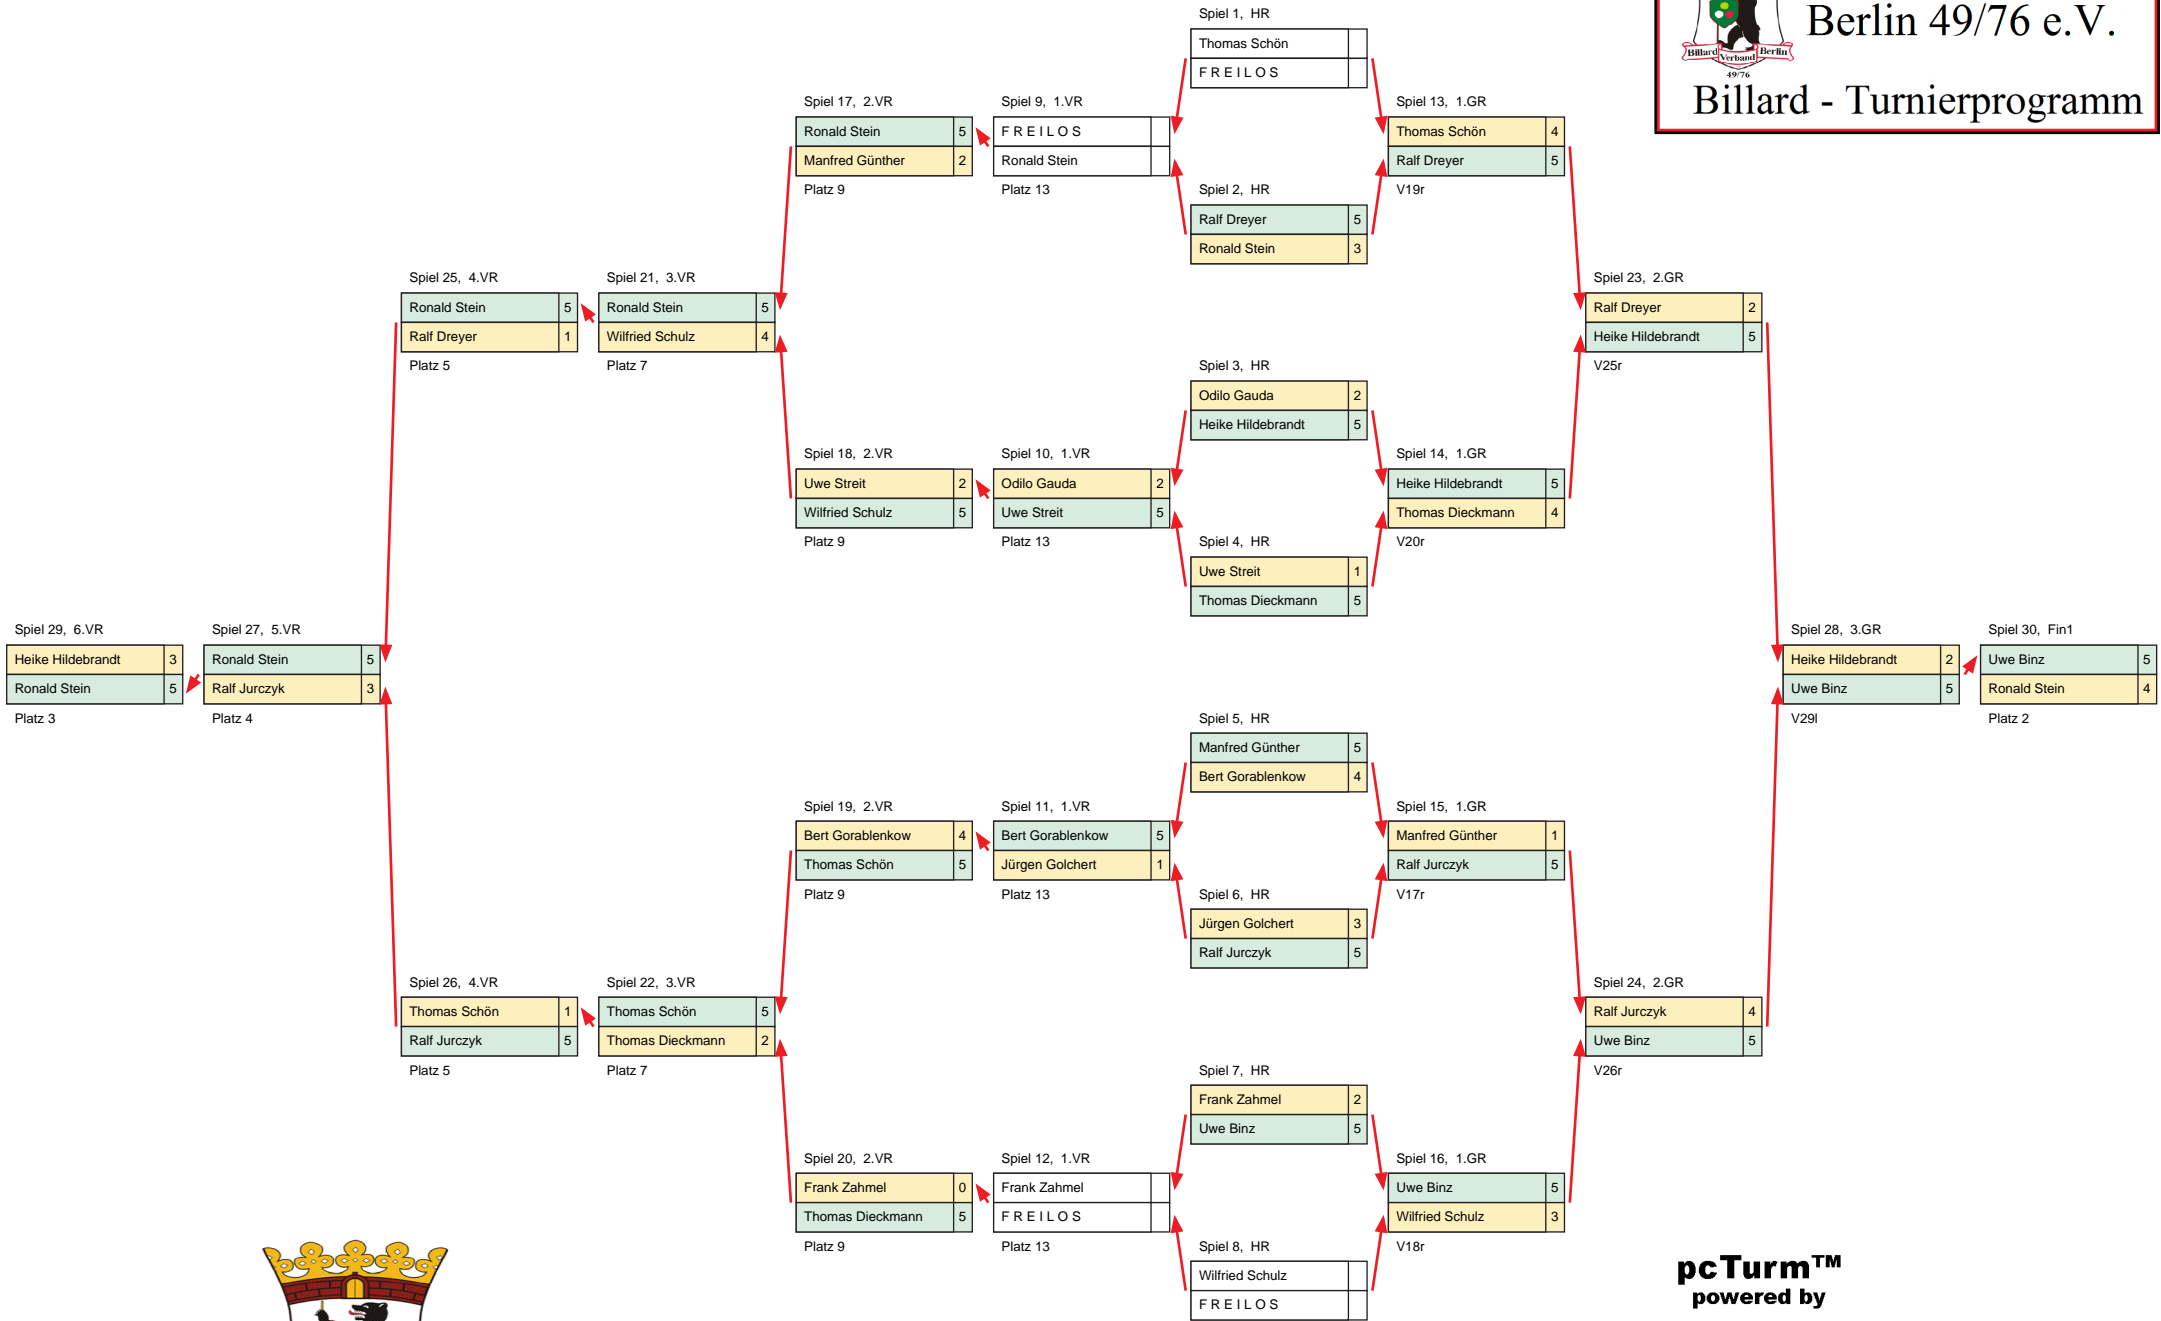 Berlin 49/76 e.V.
Billard Verband Berlin
49/76
Billard - Turnierprogramm
Spiel 1, HR
Thomas Schön
F R E I L O S
Spiel 17, 2.VR
Ronald Stein 5
Manfred Günther 2
Platz 9
Spiel 9, 1.VR
F R E I L O S
Ronald Stein
Platz 13
Spiel 13, 1.GR
Thomas Schön 4
Ralf Dreyer 5
V19r
Spiel 2, HR
Ralf Dreyer 5
Ronald Stein 3
Spiel 25, 4.VR
Ronald Stein 5
Ralf Dreyer 1
Platz 5
Spiel 21, 3.VR
Ronald Stein 5
Wilfried Schulz 4
Platz 7
Spiel 23, 2.GR
Ralf Dreyer 2
Heike Hildebrandt 5
V25r
Spiel 3, HR
Odilo Gauda 2
Heike Hildebrandt 5
Spiel 18, 2.VR
Uwe Streit 2
Wilfried Schulz 5
Platz 9
Spiel 10, 1.VR
Odilo Gauda 2
Uwe Streit 5
Platz 13
Spiel 14, 1.GR
Heike Hildebrandt 5
Thomas Dieckmann 4
V20r
Spiel 4, HR
Uwe Streit 1
Thomas Dieckmann 5
Spiel 29, 6.VR
Heike Hildebrandt 3
Ronald Stein 5
Platz 3
Spiel 27, 5.VR
Ronald Stein 5
Ralf Jurczyk 3
Platz 4
Spiel 28, 3.GR
Heike Hildebrandt 2
Uwe Binz 5
V29l
Spiel 30, Fin1
Uwe Binz 5
Ronald Stein 4
Platz 2
Spiel 5, HR
Manfred Günther 5
Bert Gorablenkow 4
Spiel 19, 2.VR
Bert Gorablenkow 4
Thomas Schön 5
Platz 9
Spiel 11, 1.VR
Bert Gorablenkow 5
Jürgen Golchert 1
Platz 13
Spiel 15, 1.GR
Manfred Günther 1
Ralf Jurczyk 5
V17r
Spiel 6, HR
Jürgen Golchert 3
Ralf Jurczyk 5
Spiel 26, 4.VR
Thomas Schön 1
Ralf Jurczyk 5
Platz 5
Spiel 22, 3.VR
Thomas Schön 5
Thomas Dieckmann 2
Platz 7
Spiel 24, 2.GR
Ralf Jurczyk 4
Uwe Binz 5
V26r
Spiel 7, HR
Frank Zahmel 2
Uwe Binz 5
Spiel 20, 2.VR
Frank Zahmel 0
Thomas Dieckmann 5
Platz 9
Spiel 12, 1.VR
Frank Zahmel
F R E I L O S
Platz 13
Spiel 16, 1.GR
Uwe Binz 5
Wilfried Schulz 3
V18r
Spiel 8, HR
Wilfried Schulz
F R E I L O S
pcTurm™
powered by